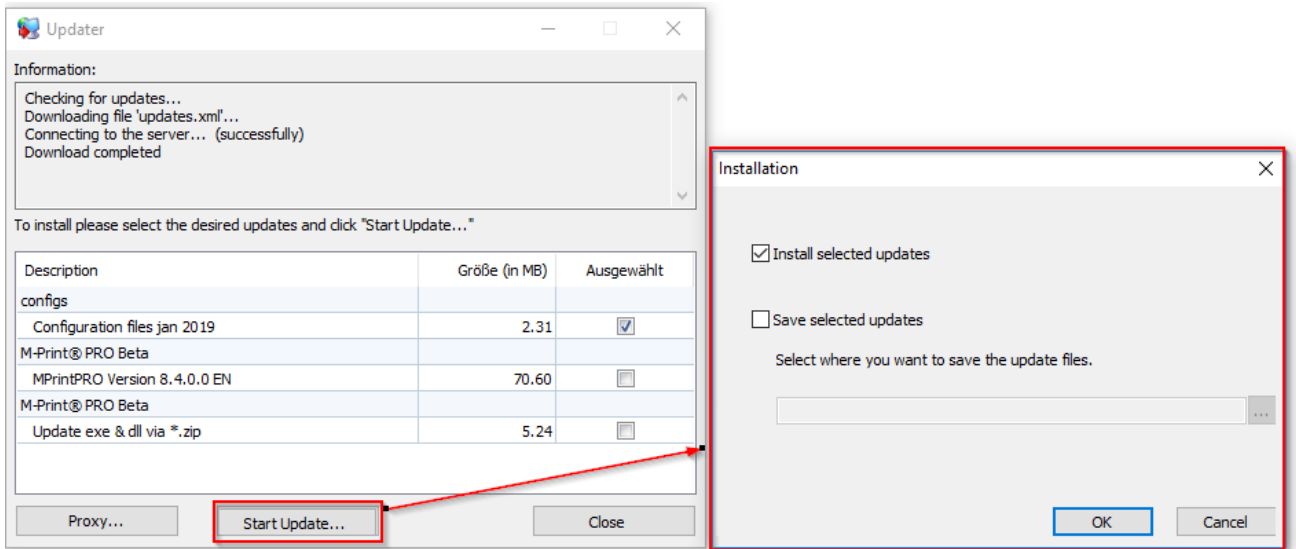 Updater
Information:
Checking for updates...
Downloading file 'updates.xml'...
Connecting to the server... (successfully)
Download completed
To install please select the desired updates and click "Start Update..."
Description Größe (in MB) Ausgewählt
configs
Configuration files jan 2019 2.31
M-Print® PRO Beta
MPrintPRO Version 8.4.0.0 EN 70.60
M-Print® PRO Beta
Update exe & dll via *.zip 5.24
Proxy... Start Update... Close
Installation
Install selected updates
Save selected updates
Select where you want to save the update files.
...
OK Cancel